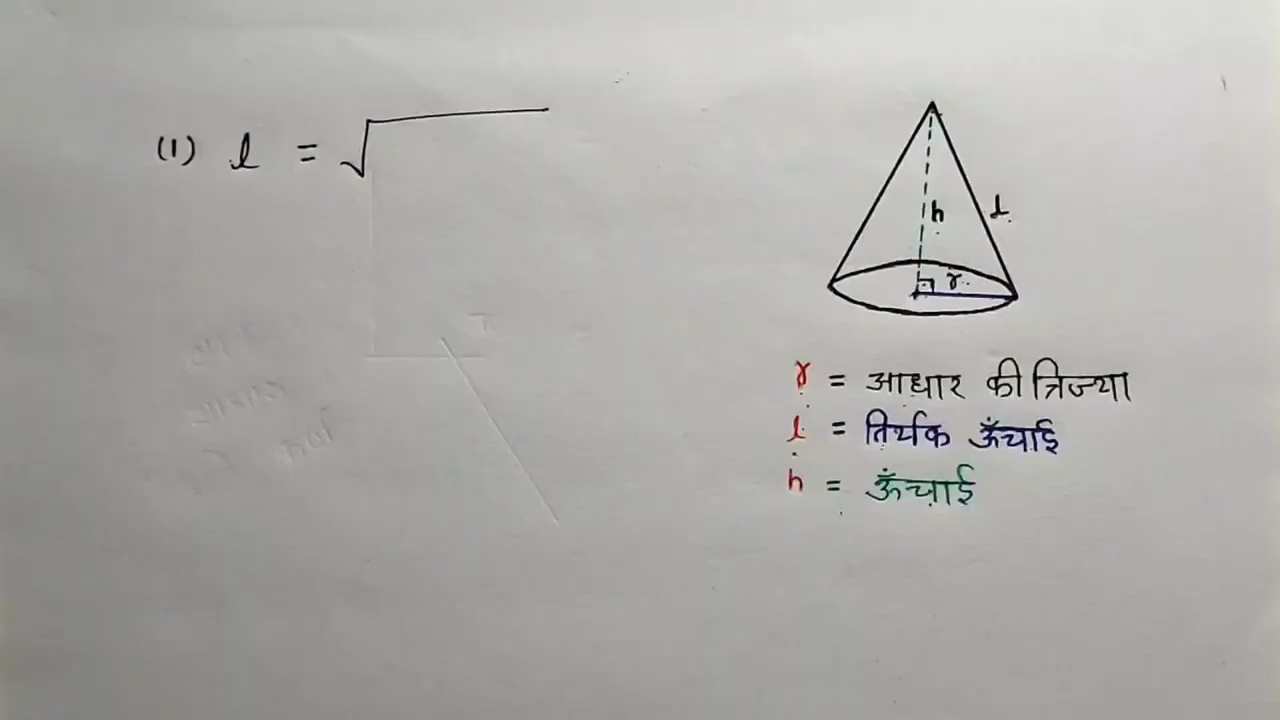 (1) l = √
h
l
r
r = आधार की त्रिज्या
l = तिर्यक ऊँचाई
h = ऊँचाई